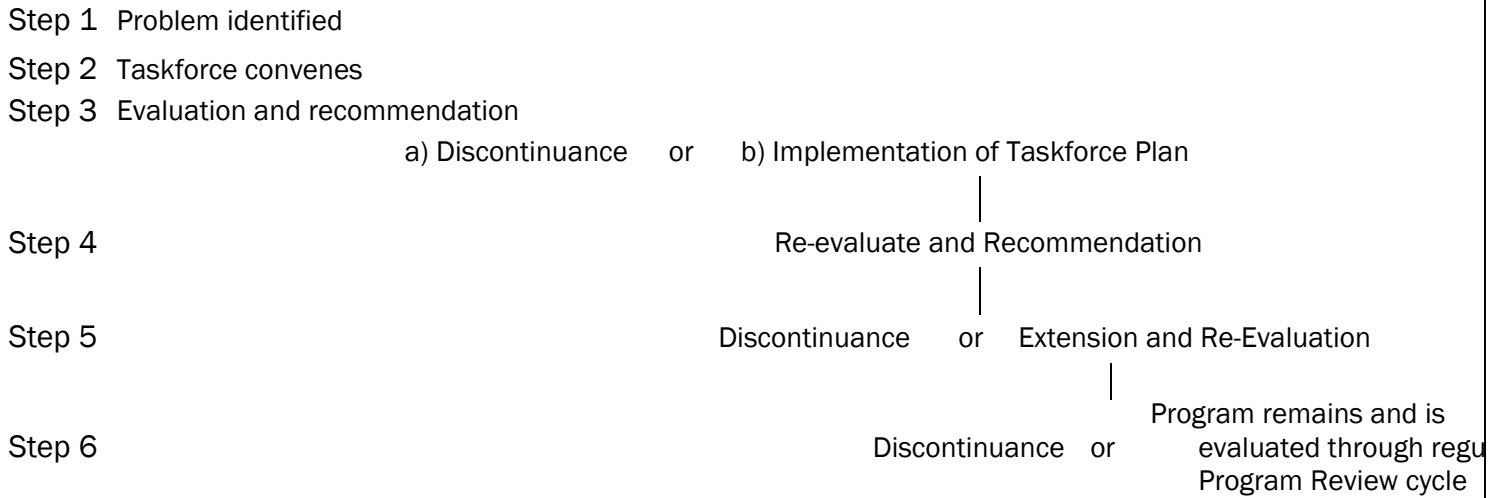 Step 1 Problem identified
Step 2 Taskforce convenes
Step 3 Evaluation and recommendation
a) Discontinuance or b) Implementation of Taskforce Plan
Step 4 Re-evaluate and Recommendation
Step 5 Discontinuance or Extension and Re-Evaluation
Program remains and is
Step 6 Discontinuance or evaluated through regu
Program Review cycle